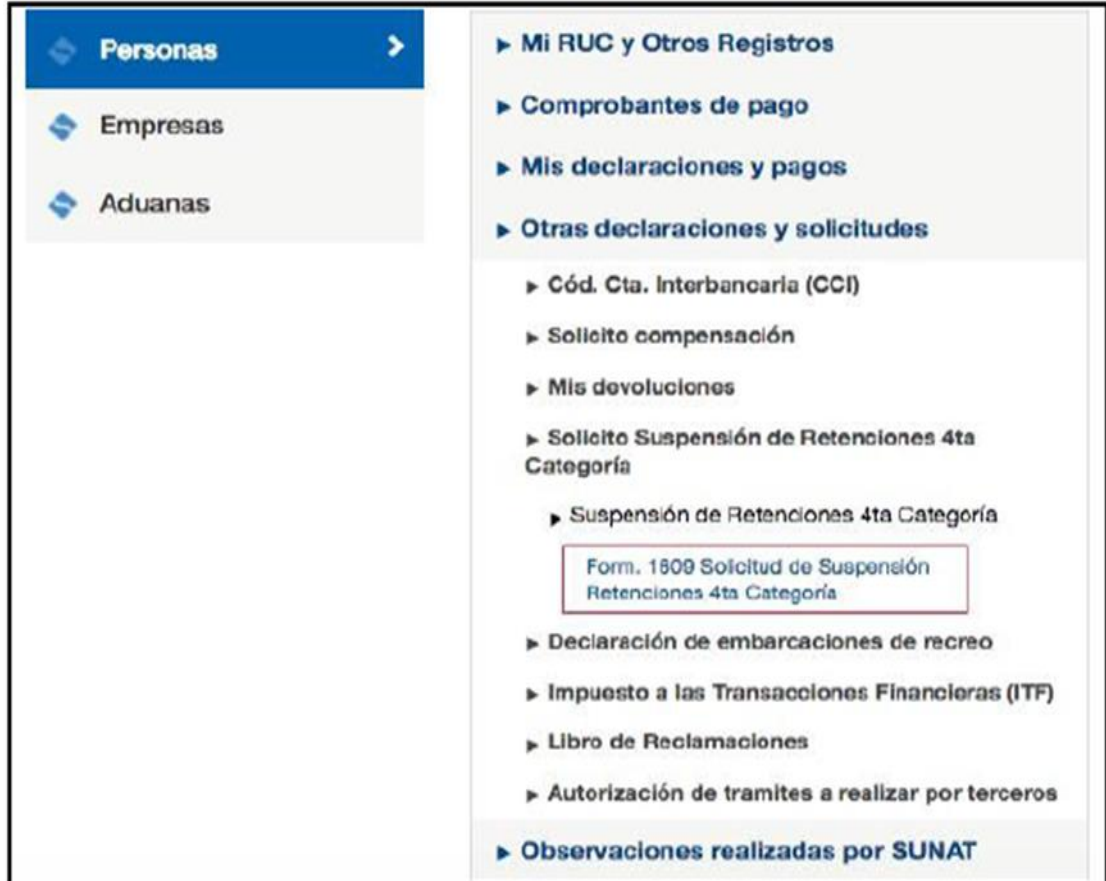 Personas
Empresas
Aduanas
Mi RUC y Otros Registros
Comprobantes de pago
Mis declaraciones y pagos
Otras declaraciones y solicitudes
Cód. Cta. Interbancaria (CCI)
Solicito compensación
Mis devoluciones
Solicito Suspensión de Retenciones 4ta
Categoría
Suspensión de Retenciones 4ta Categoría
Form. 1609 Solicitud de Suspensión
Retenciones 4ta Categoría
Declaración de embarcaciones de recreo
Impuesto a las Transacciones Financieras (ITF)
Libro de Reclamaciones
Autorización de tramites a realizar por terceros
Observaciones realizadas por SUNAT